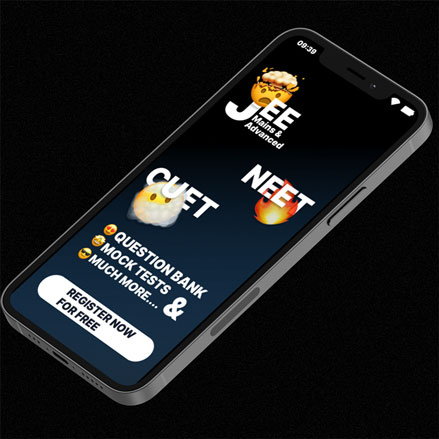 09:39
JEE
Mains &
Advanced
CUET
NEET
QUESTION BANK
MOCK TESTS
MUCH MORE.... &
REGISTER NOW
FOR FREE